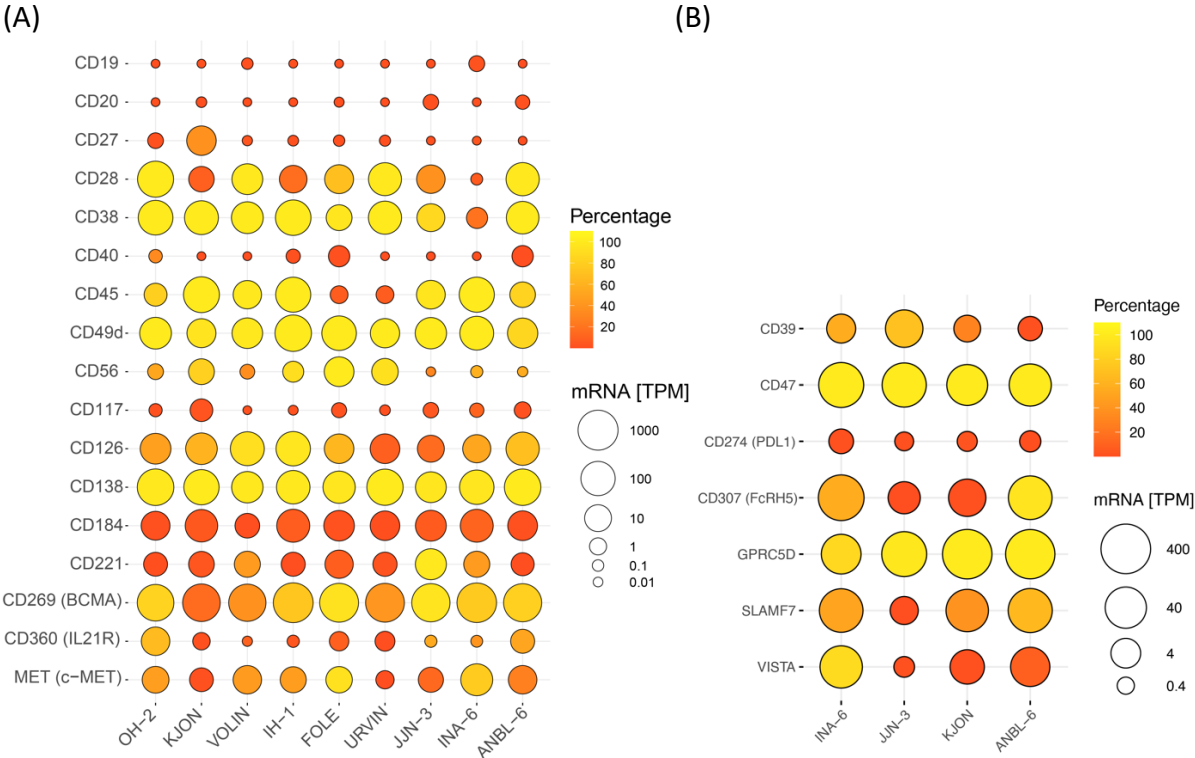 (A)
CD19
CD20
CD27
CD28
CD38
CD40
CD45
CD49d
CD56
CD117
CD126
CD138
CD184
CD221
CD269 (BCMA)
CD360 (IL21R)
MET (c−MET)
OH−2
KJON
VOLIN
IH−1
FOLE
URVIN
JJN−3
INA−6
ANBL−6
Percentage
100
80
60
40
20
mRNA [TPM]
1000
100
10
1
0.1
0.01
(B)
CD39
CD47
CD274 (PDL1)
CD307 (FcRH5)
GPRC5D
SLAMF7
VISTA
INA−6
JJN−3
KJON
ANBL−6
Percentage
100
80
60
40
20
mRNA [TPM]
400
40
4
0.4